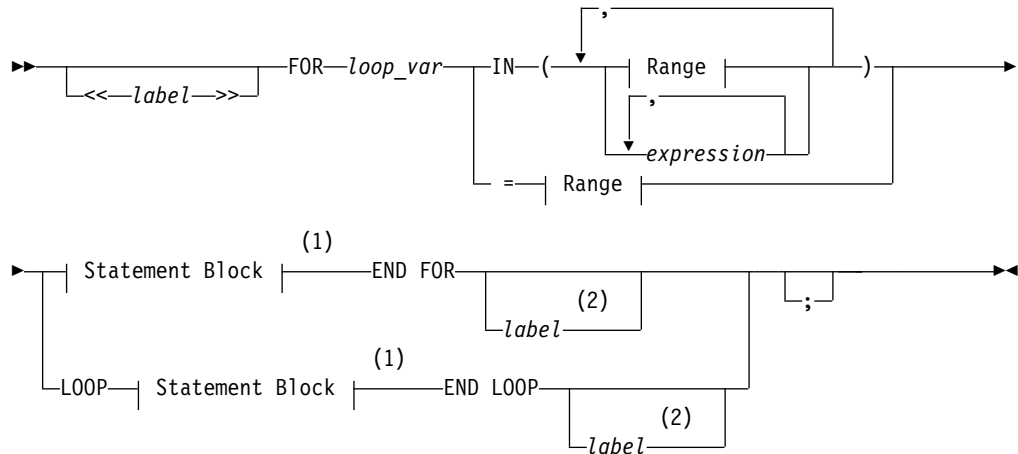 ,
FOR loop_var IN ( Range )
<< label >> ,
expression
= Range
(1)
Statement Block END FOR
(2) ;
label
(1)
LOOP Statement Block END LOOP
(2)
label